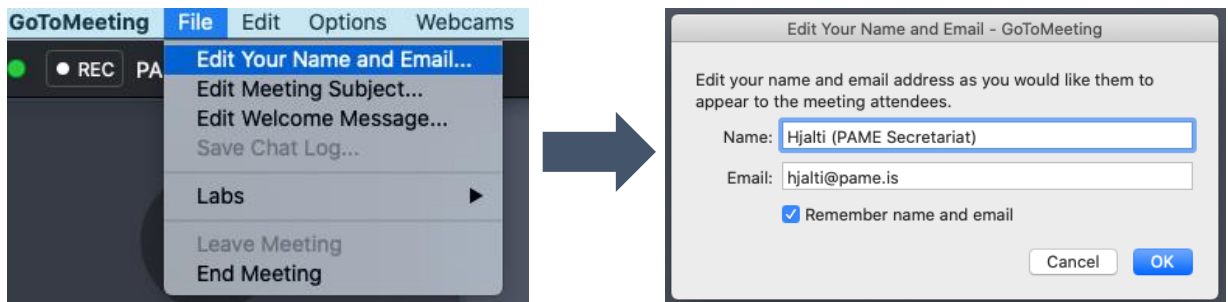 GoToMeeting File Edit Options Webcams
REC PA
Edit Your Name and Email...
Edit Meeting Subject...
Edit Welcome Message...
Save Chat Log...
Labs
Leave Meeting
End Meeting
Edit Your Name and Email - GoToMeeting
Edit your name and email address as you would like them to
appear to the meeting attendees.
Name: Hjalti (PAME Secretariat)
Email: hjalti@pame.is
Remember name and email
Cancel OK